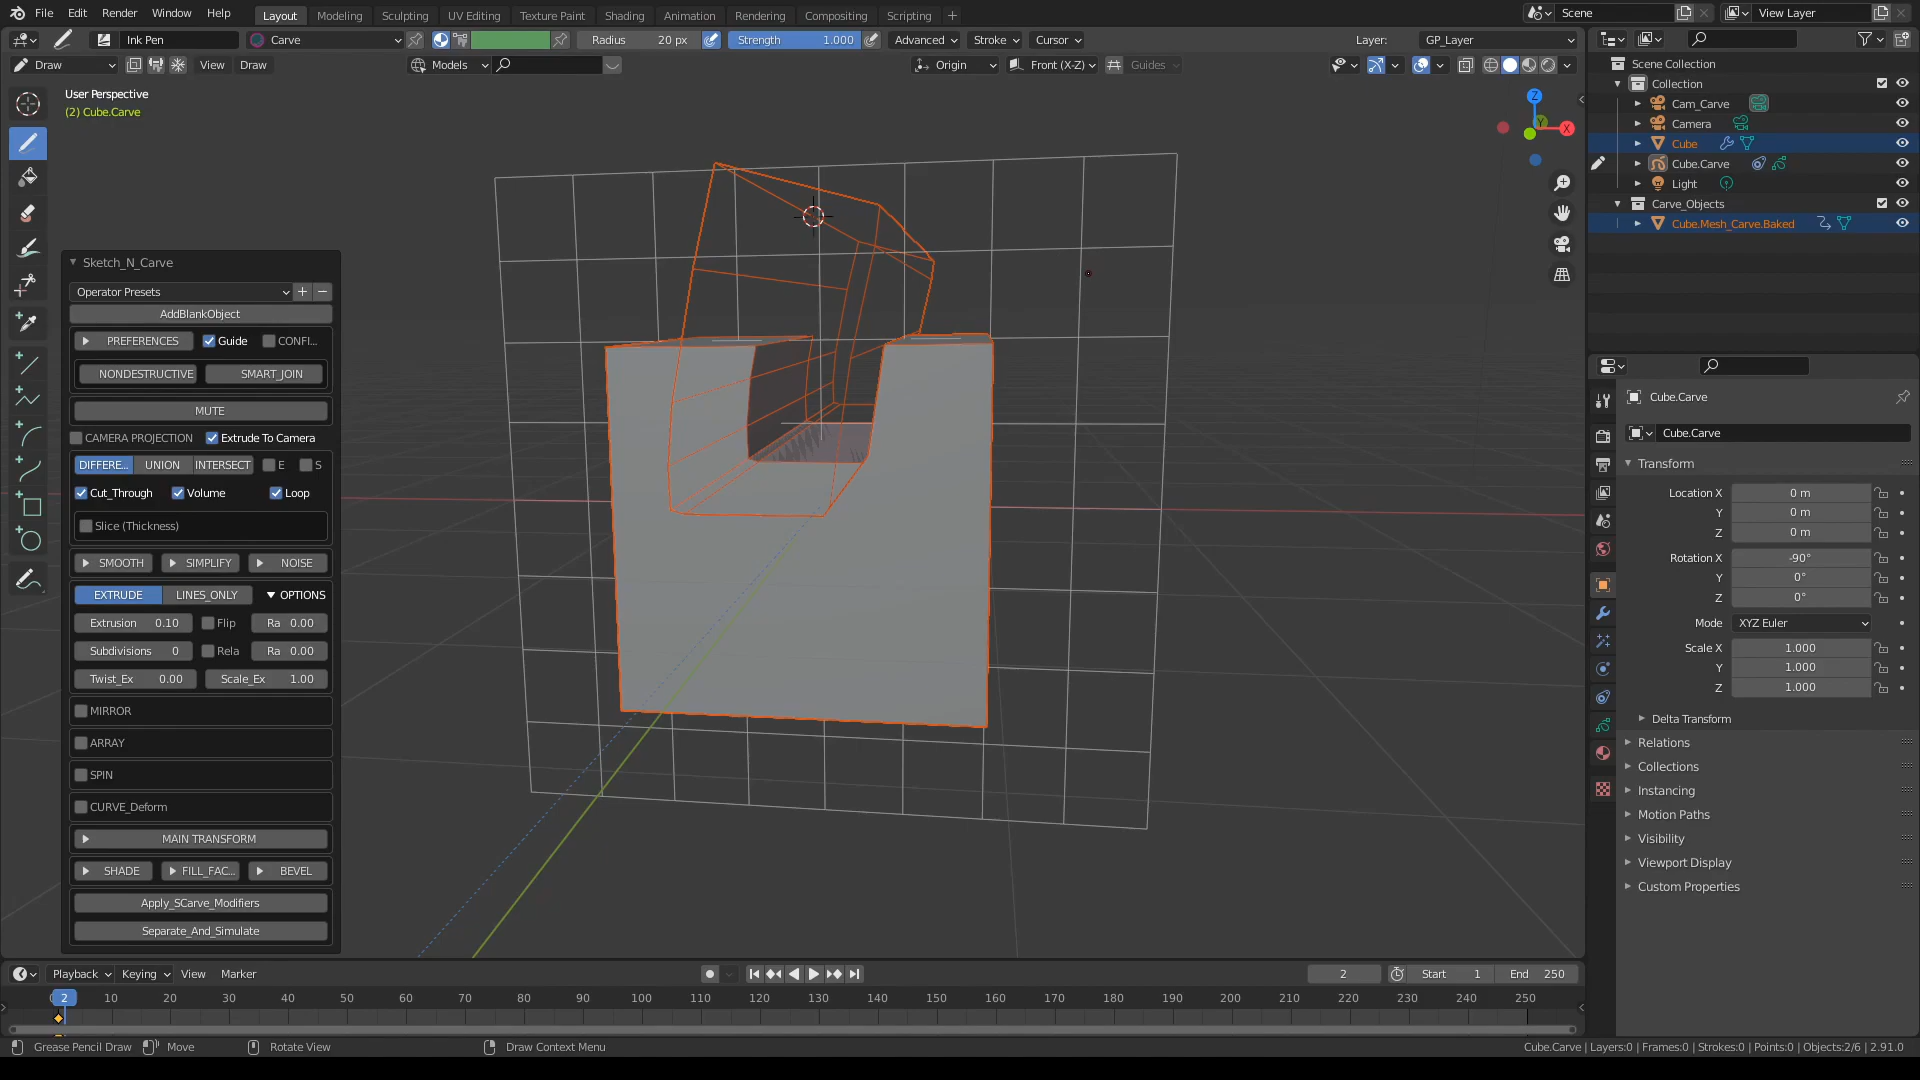 File Edit Render Window Help Layout Modeling Sculpting UV Editing Texture Paint Shading Animation Rendering Compositing Scripting + Scene View Layer
Ink Pen Carve Radius 20 px Strength 1.000 Advanced Stroke Cursor Layer: GP_Layer
Draw View Draw Models Origin Front (X-Z) Guides
User Perspective
(2) Cube.Carve
Z
Y
X
Sketch_N_Carve
Operator Presets + −
AddBlankObject
PREFERENCES Guide CONFI...
NONDESTRUCTIVE SMART_JOIN
MUTE
CAMERA PROJECTION Extrude To Camera
DIFFERE... UNION INTERSECT E S
Cut_Through Volume Loop
Slice (Thickness)
SMOOTH SIMPLIFY NOISE
EXTRUDE LINES_ONLY OPTIONS
Extrusion 0.10 Flip Ra 0.00
Subdivisions 0 Rela Ra 0.00
Twist_Ex 0.00 Scale_Ex 1.00
MIRROR
ARRAY
SPIN
CURVE_Deform
MAIN TRANSFORM
SHADE FILL_FAC... BEVEL
Apply_SCarve_Modifiers
Separate_And_Simulate
Scene Collection
Collection
Cam_Carve
Camera
Cube
Cube.Carve
Light
Carve_Objects
Cube.Mesh_Carve.Baked
Cube.Carve
Cube.Carve
Transform
Location X 0 m
Y 0 m
Z 0 m
Rotation X -90°
Y 0°
Z 0°
Mode XYZ Euler
Scale X 1.000
Y 1.000
Z 1.000
Delta Transform
Relations
Collections
Instancing
Motion Paths
Visibility
Viewport Display
Custom Properties
Playback Keying View Marker 2 Start 1 End 250
2 10 20 30 40 50 60 70 80 90 100 110 120 130 140 150 160 170 180 190 200 210 220 230 240 250
Grease Pencil Draw Move Rotate View Draw Context Menu Cube.Carve | Layers:0 | Frames:0 | Strokes:0 | Points:0 | Objects:2/6 | 2.91.0